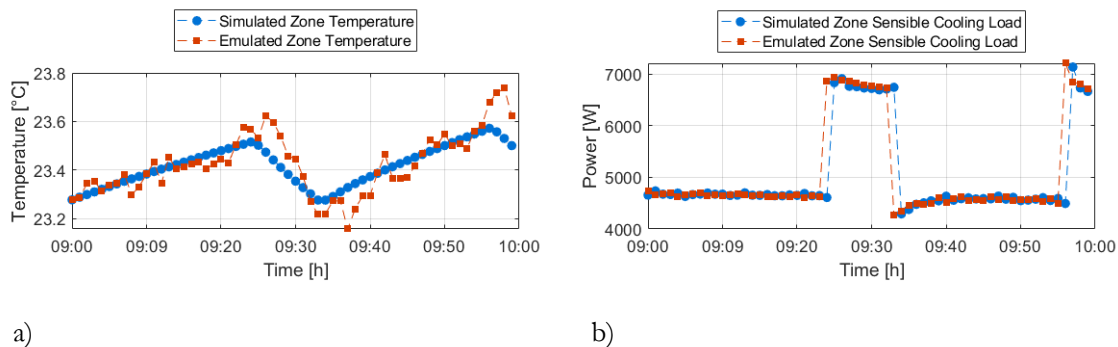 Simulated Zone Temperature
Emulated Zone Temperature
23.8
23.6
23.4
23.2
Temperature [°C]
09:00
09:09
09:20
09:30
09:40
09:50
10:00
Time [h]
a)
Simulated Zone Sensible Cooling Load
Emulated Zone Sensible Cooling Load
7000
6000
5000
4000
Power [W]
09:00
09:09
09:20
09:30
09:40
09:50
10:00
Time [h]
b)